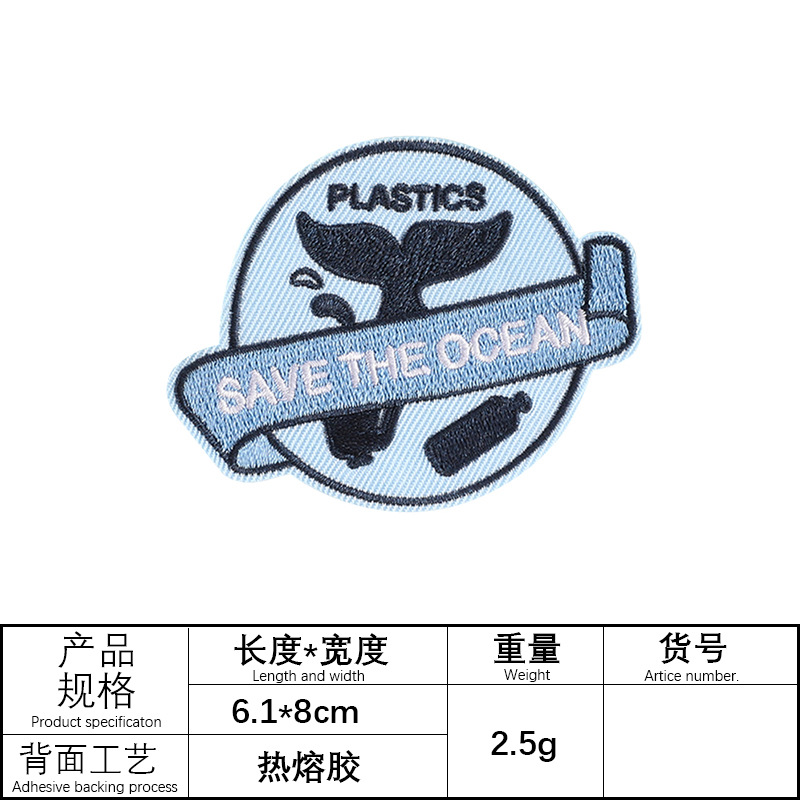 PLASTICS
SAVE THE OCEAN
产品
规格
Product specificaton
长度*宽度
Length and width
重量
Weight
货号
Artice number.
6.1*8cm
2.5g
背面工艺
Adhesive backing process
热熔胶